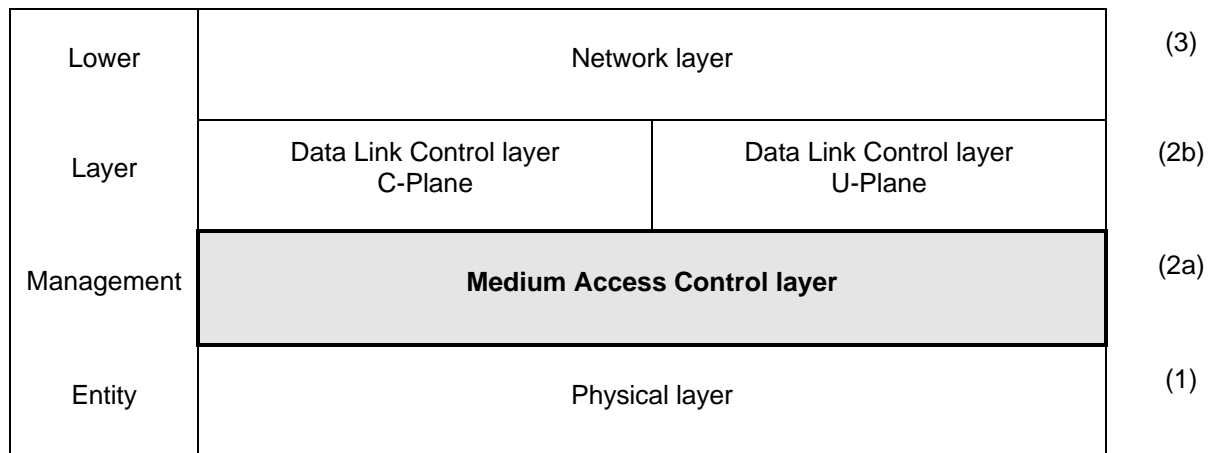 Lower
Network layer
(3)
Layer
Data Link Control layer
C-Plane
Data Link Control layer
U-Plane
(2b)
Management
Medium Access Control layer
(2a)
Entity
Physical layer
(1)